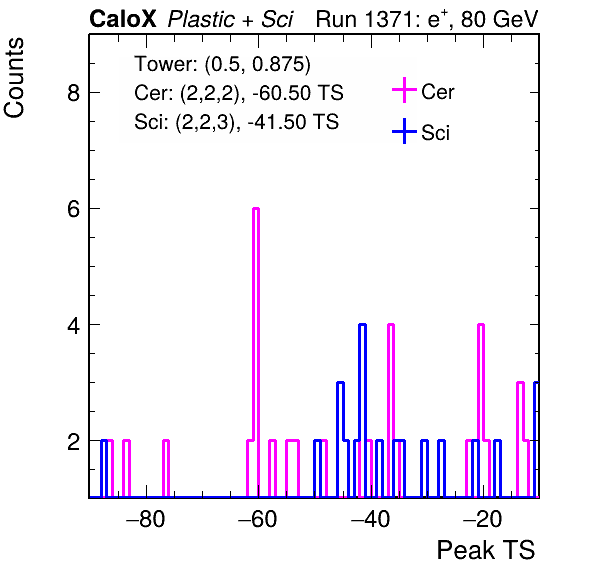 CaloX Plastic + Sci Run 1371: e+, 80 GeV
Counts
Tower: (0.5, 0.875)
Cer: (2,2,2), -60.50 TS
Sci: (2,2,3), -41.50 TS
Cer
Sci
8
6
4
2
−80 −60 −40 −20
Peak TS